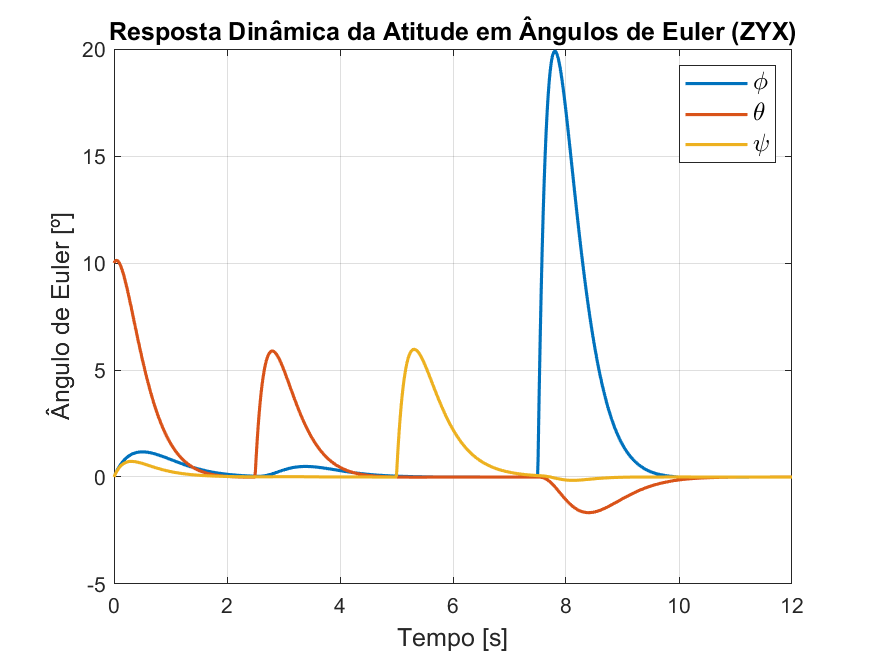 Resposta Dinâmica da Atitude em Ângulos de Euler (ZYX)
20
15
10
5
0
-5
Ângulo de Euler [º]
ϕ
θ
ψ
0 2 4 6 8 10 12
Tempo [s]